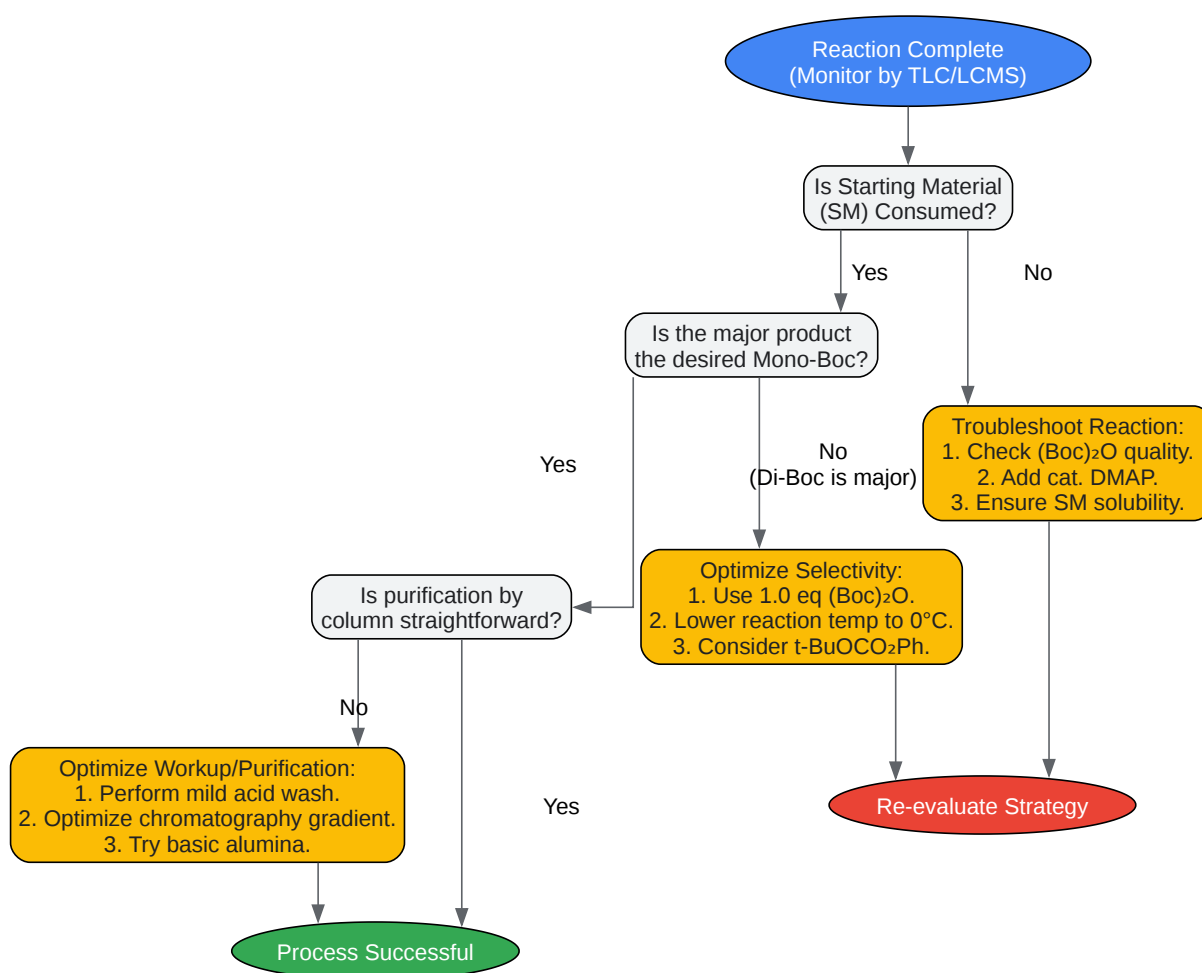 Reaction Complete
(Monitor by TLC/LCMS)
Is Starting Material
(SM) Consumed?
Yes
No
Is the major product
the desired Mono-Boc?
Troubleshoot Reaction:
1. Check (Boc)₂O quality.
2. Add cat. DMAP.
3. Ensure SM solubility.
Yes
No
(Di-Boc is major)
Optimize Selectivity:
1. Use 1.0 eq (Boc)₂O.
2. Lower reaction temp to 0°C.
3. Consider t-BuOCO₂Ph.
Is purification by
column straightforward?
No
Yes
Optimize Workup/Purification:
1. Perform mild acid wash.
2. Optimize chromatography gradient.
3. Try basic alumina.
Re-evaluate Strategy
Process Successful